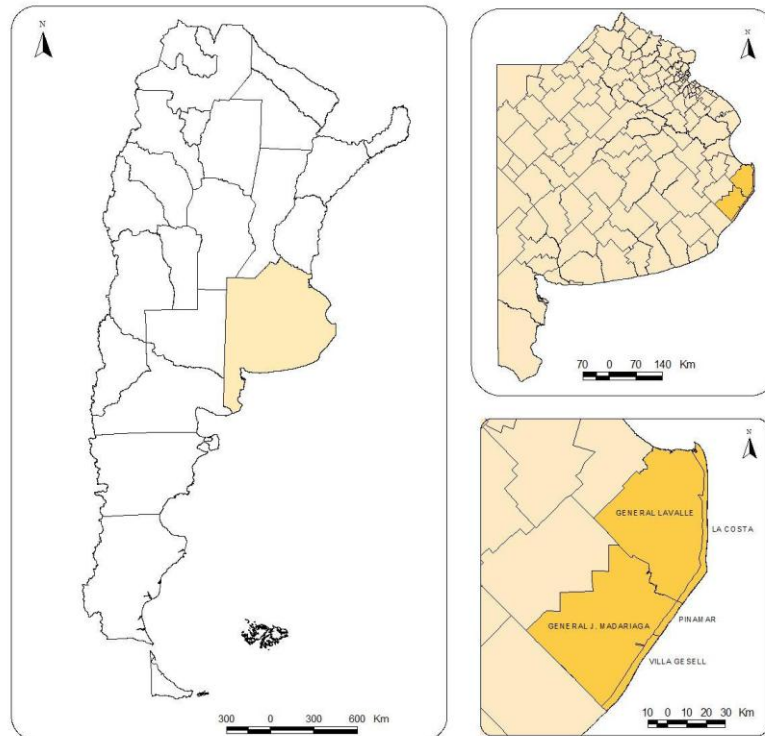 N
300 0 300 600 Km
N
70 0 70 140 Km
N
GENERAL LAVALLE
LA COSTA
PINAMAR
GENERAL J. MADARIAGA
VILLA GESELL
10 0 10 20 30 Km